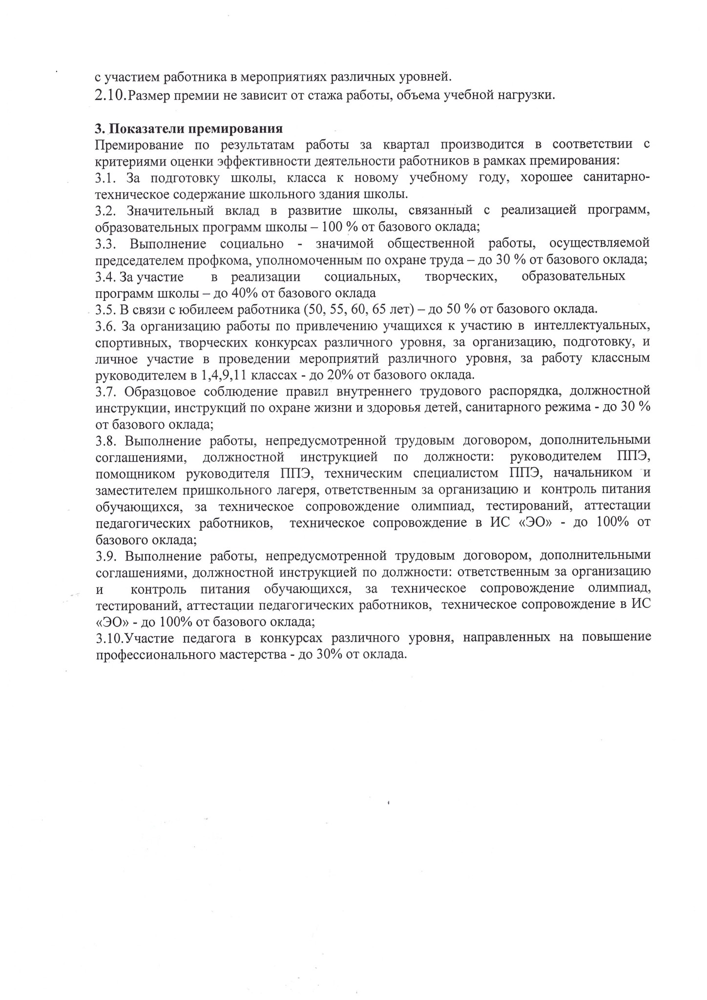 с участием работника в мероприятиях различных уровней.
2.10.Размер премии не зависит от стажа работы, объема учебной нагрузки.
3. Показатели премирования
Премирование по результатам работы за квартал производится в соответствии с
критериями оценки эффективности деятельности работников в рамках премирования:
3.1. За подготовку школы, класса к новому учебному году, хорошее санитарно-
техническое содержание школьного здания школы.
3.2. Значительный вклад в развитие школы, связанный с реализацией программ,
образовательных программ школы – 100 % от базового оклада;
3.3. Выполнение социально - значимой общественной работы, осуществляемой
председателем профкома, уполномоченным по охране труда – до 30 % от базового оклада;
3.4. За участие в реализации социальных, творческих, образовательных
программ школы – до 40% от базового оклада
3.5. В связи с юбилеем работника (50, 55, 60, 65 лет) – до 50 % от базового оклада.
3.6. За организацию работы по привлечению учащихся к участию в интеллектуальных,
спортивных, творческих конкурсах различного уровня, за организацию, подготовку, и
личное участие в проведении мероприятий различного уровня, за работу классным
руководителем в 1,4,9,11 классах - до 20% от базового оклада.
3.7. Образцовое соблюдение правил внутреннего трудового распорядка, должностной
инструкции, инструкций по охране жизни и здоровья детей, санитарного режима - до 30 %
от базового оклада;
3.8. Выполнение работы, непредусмотренной трудовым договором, дополнительными
соглашениями, должностной инструкцией по должности: руководителем ППЭ,
помощником руководителя ППЭ, техническим специалистом ППЭ, начальником и
заместителем пришкольного лагеря, ответственным за организацию и контроль питания
обучающихся, за техническое сопровождение олимпиад, тестирований, аттестации
педагогических работников, техническое сопровождение в ИС «ЭО» - до 100% от
базового оклада;
3.9. Выполнение работы, непредусмотренной трудовым договором, дополнительными
соглашениями, должностной инструкцией по должности: ответственным за организацию
и контроль питания обучающихся, за техническое сопровождение олимпиад,
тестирований, аттестации педагогических работников, техническое сопровождение в ИС
«ЭО» - до 100% от базового оклада;
3.10.Участие педагога в конкурсах различного уровня, направленных на повышение
профессионального мастерства - до 30% от оклада.